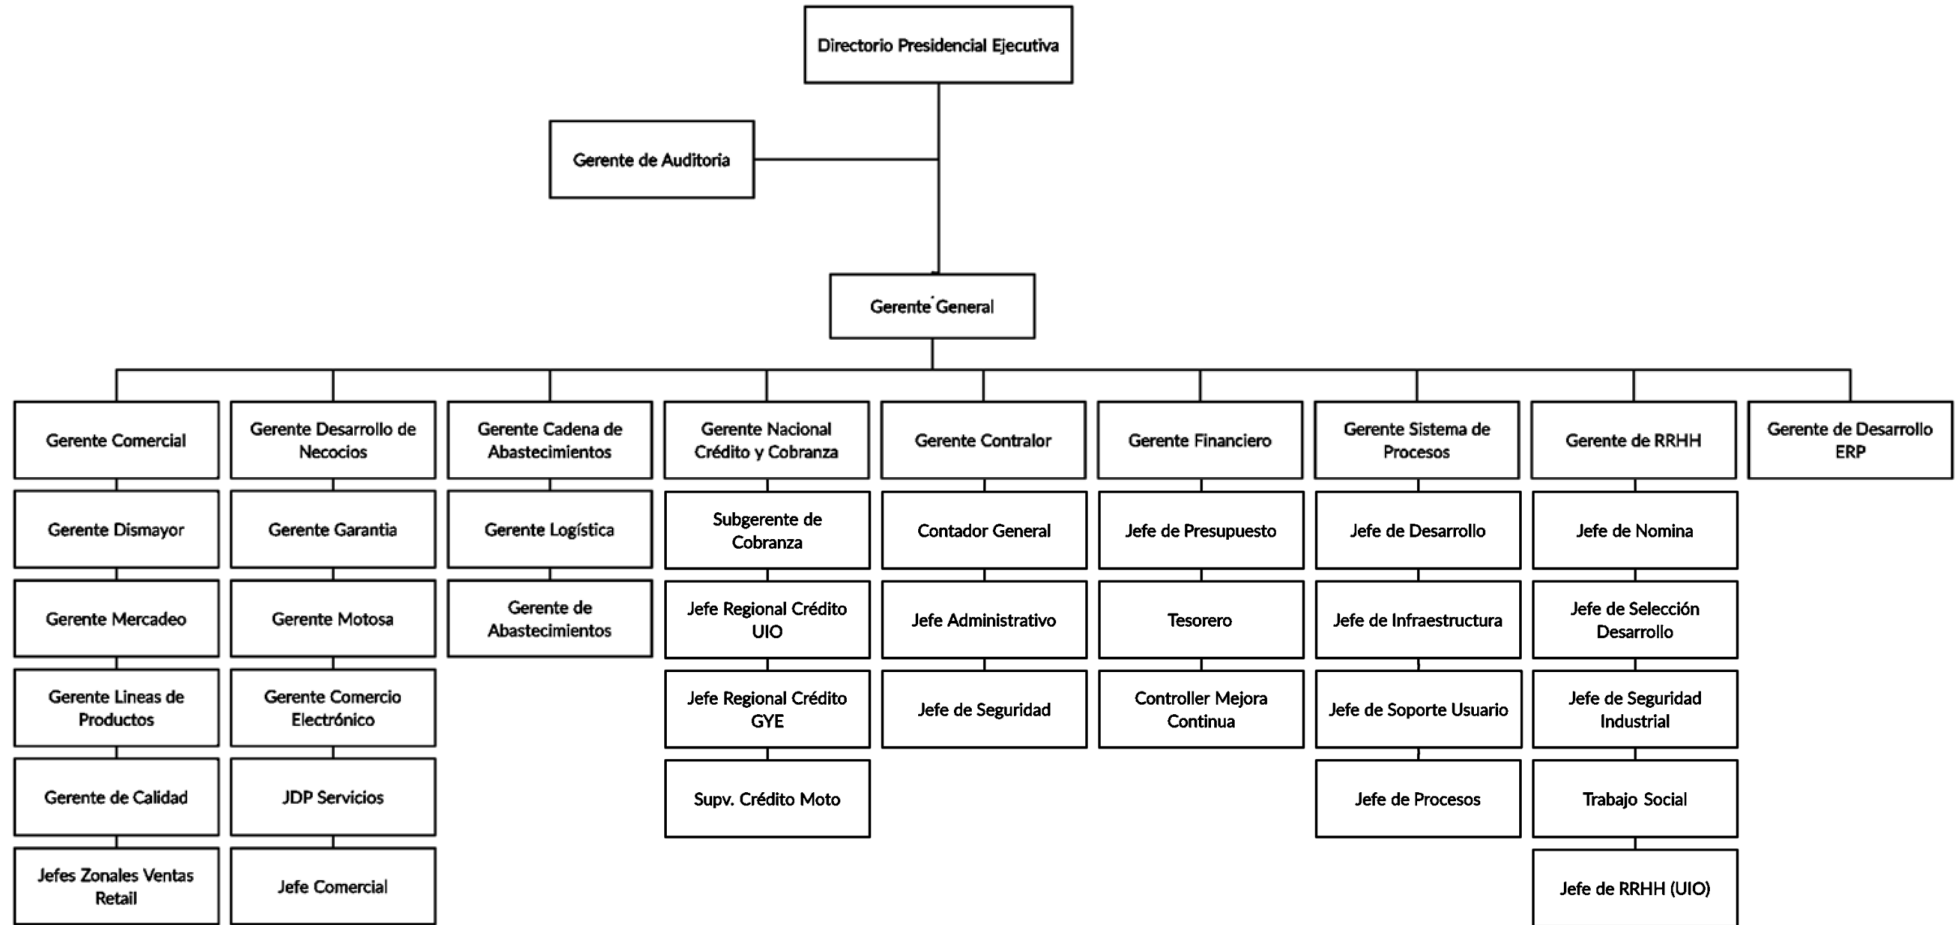 Directorio Presidencial Ejecutiva
Gerente de Auditoria
Gerente General
Gerente Comercial
Gerente Dismayor
Gerente Mercadeo
Gerente Lineas de
Productos
Gerente de Calidad
Jefes Zonales Ventas
Retail
Gerente Desarrollo de
Necocios
Gerente Garantia
Gerente Motosa
Gerente Comercio
Electrónico
JDP Servicios
Jefe Comercial
Gerente Cadena de
Abastecimientos
Gerente Logística
Gerente de
Abastecimientos
Gerente Nacional
Crédito y Cobranza
Subgerente de
Cobranza
Jefe Regional Crédito
UIO
Jefe Regional Crédito
GYE
Supv. Crédito Moto
Gerente Contralor
Contador General
Jefe Administrativo
Jefe de Seguridad
Gerente Financiero
Jefe de Presupuesto
Tesorero
Controller Mejora
Continua
Gerente Sistema de
Procesos
Jefe de Desarrollo
Jefe de Infraestructura
Jefe de Soporte Usuario
Jefe de Procesos
Gerente de RRHH
Jefe de Nomina
Jefe de Selección
Desarrollo
Jefe de Seguridad
Industrial
Trabajo Social
Jefe de RRHH (UIO)
Gerente de Desarrollo
ERP